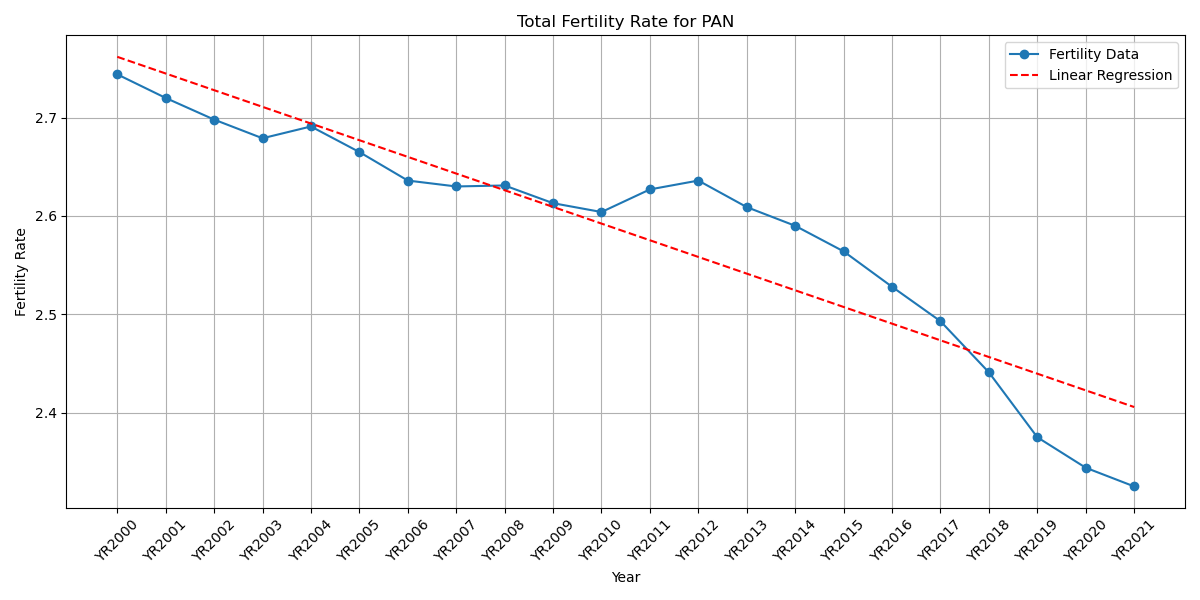 Total Fertility Rate for PAN
Fertility Data
Linear Regression
Fertility Rate
2.7
2.6
2.5
2.4
YR2000
YR2001
YR2002
YR2003
YR2004
YR2005
YR2006
YR2007
YR2008
YR2009
YR2010
YR2011
YR2012
YR2013
YR2014
YR2015
YR2016
YR2017
YR2018
YR2019
YR2020
YR2021
Year